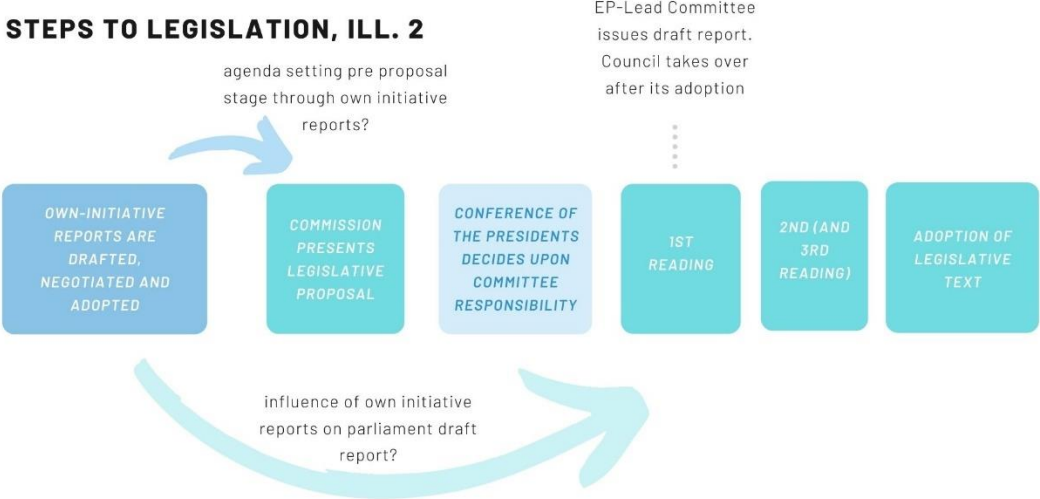 EP-Lead Committee
issues draft report.
Council takes over
after its adoption
STEPS TO LEGISLATION, ILL. 2
agenda setting pre proposal
stage through own initiative
reports?
OWN-INITIATIVE
REPORTS ARE
DRAFTED,
NEGOTIATED AND
ADOPTED
COMMISSION
PRESENTS
LEGISLATIVE
PROPOSAL
CONFERENCE OF
THE PRESIDENTS
DECIDES UPON
COMMITTEE
RESPONSIBILITY
1ST
READING
2ND (AND
3RD
READING)
ADOPTION OF
LEGISLATIVE
TEXT
influence of own initiative
reports on parliament draft
report?